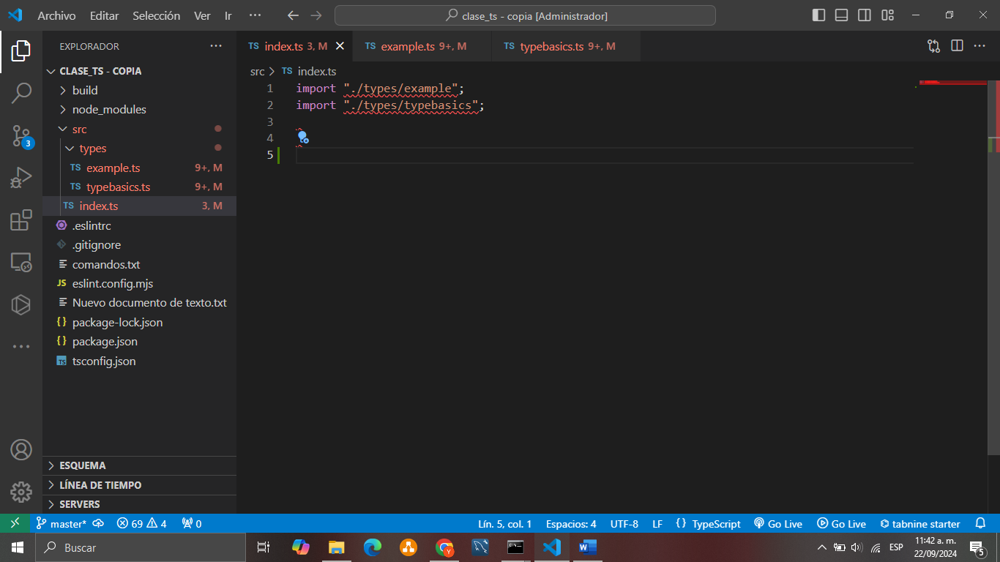 Archivo Editar Selección Ver Ir ··· clase_ts - copia [Administrador]
EXPLORADOR ···
TS index.ts 3, M TS example.ts 9+, M TS typebasics.ts 9+, M
CLASE_TS - COPIA
build
node_modules
src
types
TS example.ts 9+, M
TS typebasics.ts 9+, M
TS index.ts 3, M
.eslintrc
.gitignore
comandos.txt
JS eslint.config.mjs
Nuevo documento de texto.txt
{} package-lock.json
{} package.json
TS tsconfig.json
ESQUEMA
LÍNEA DE TIEMPO
SERVERS
3
src > TS index.ts
1 import "./types/example";
2 import "./types/typebasics";
3
4
5
master* 69 4 0 Lín. 5, col. 1 Espacios: 4 UTF-8 LF {} TypeScript Go Live Go Live tabnine starter
Buscar
ESP
11:42 a. m.
22/09/2024
5